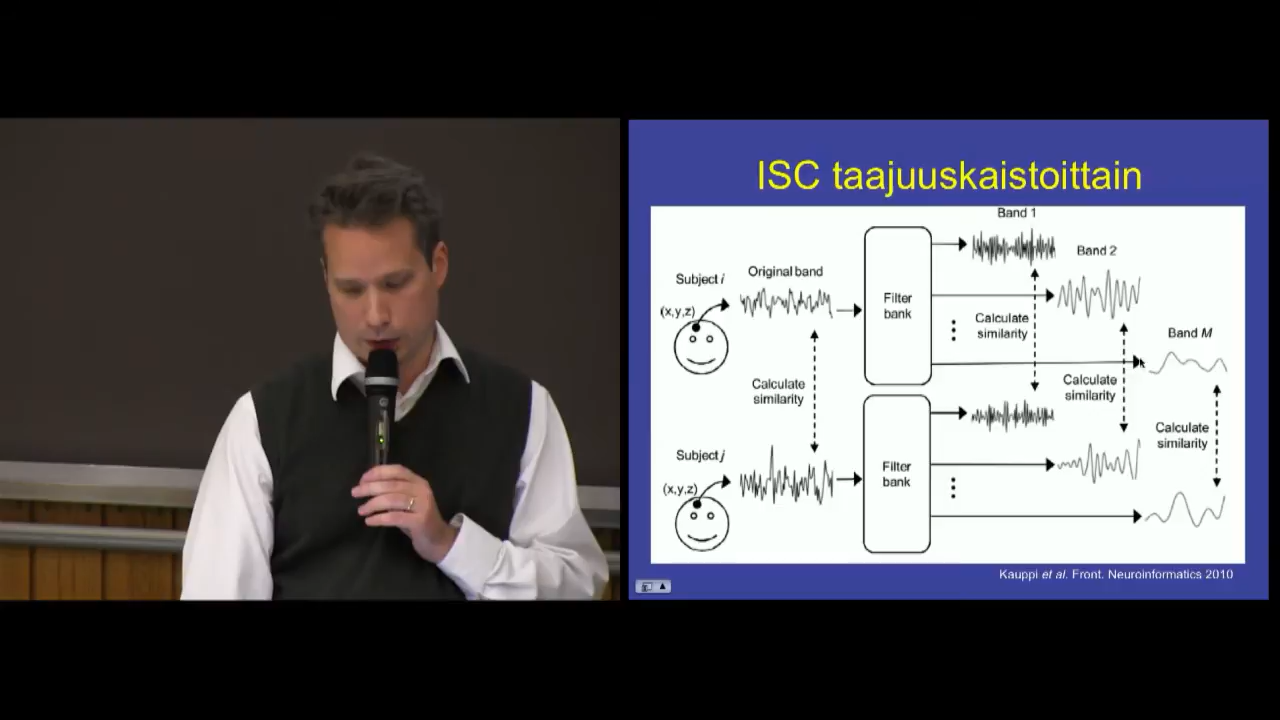 ISC taajuuskaistoittain
Band 1
Band 2
Original band
Subject i
(x,y,z)
Filter
bank
Calculate
similarity
Band M
Calculate
similarity
Calculate
similarity
Calculate
similarity
Subject j
(x,y,z)
Filter
bank
Kauppi et al. Front. Neuroinformatics 2010